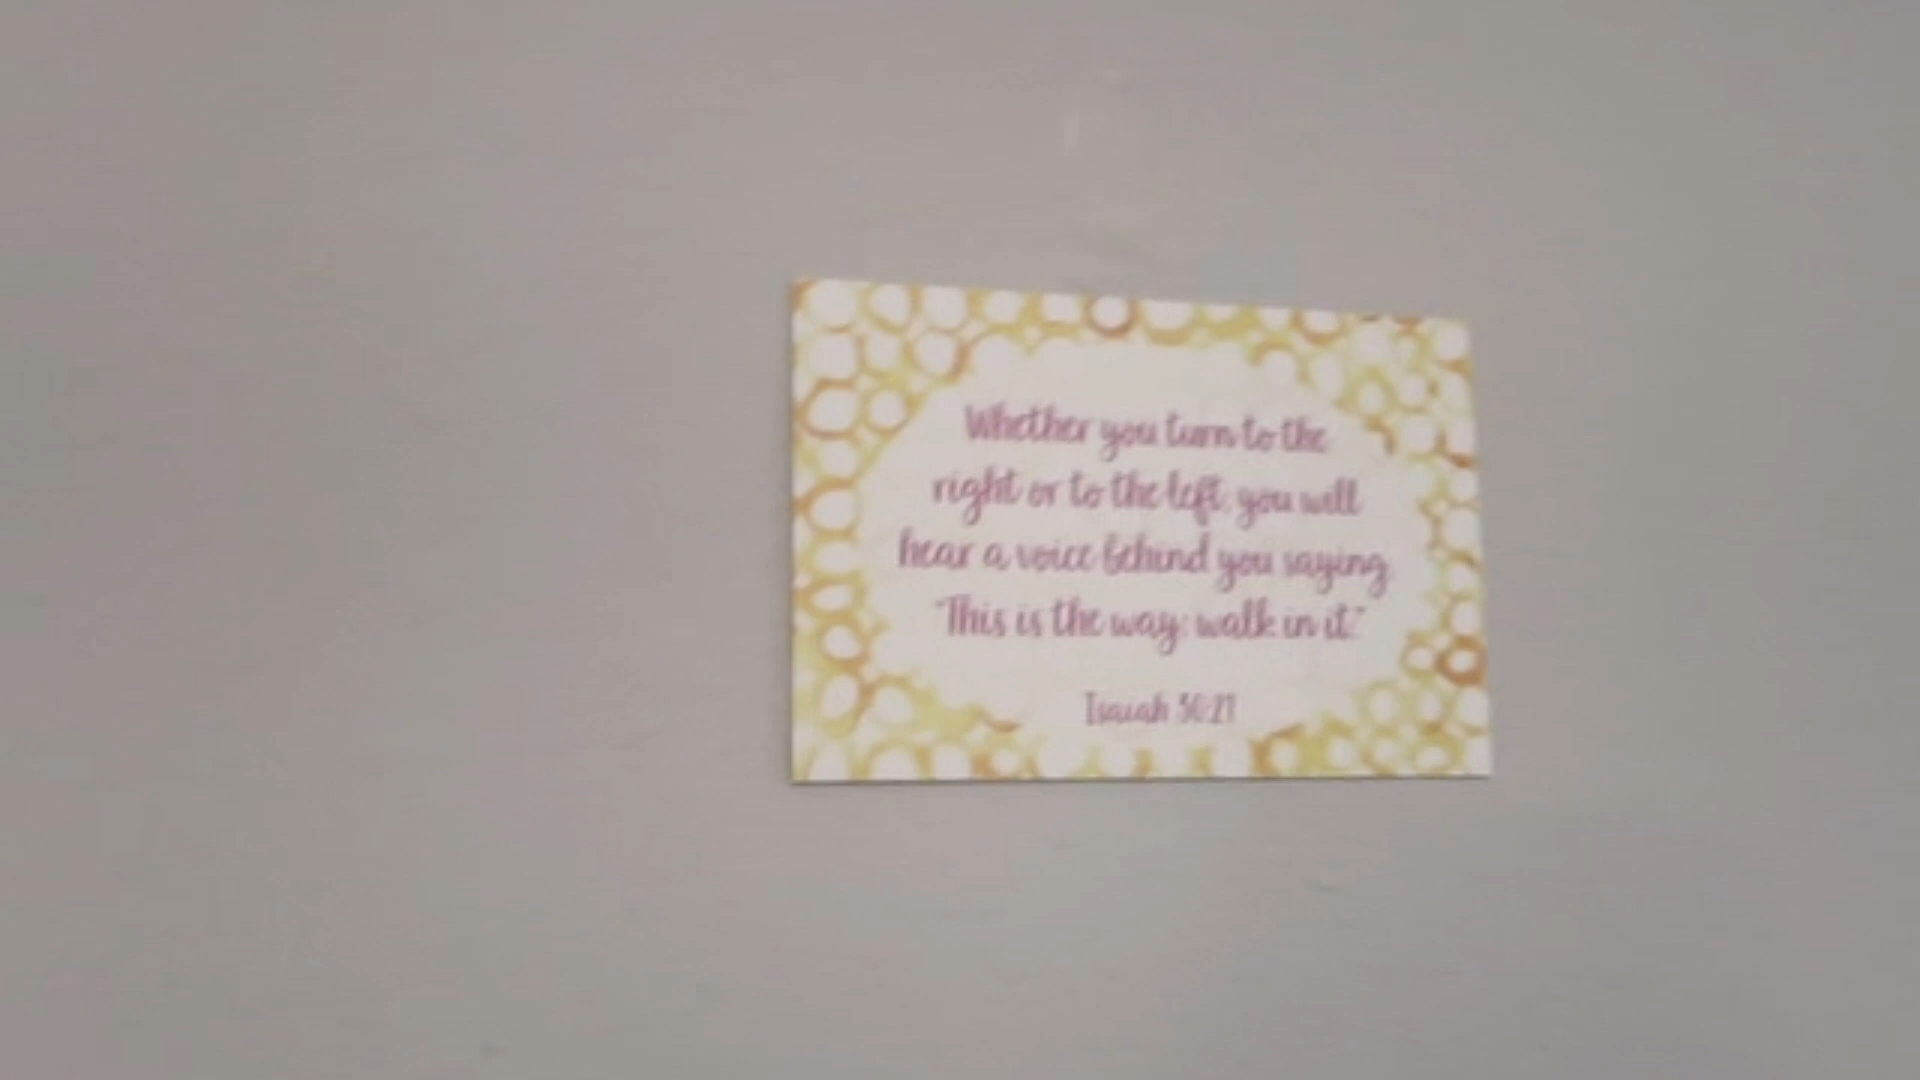 Whether you turn to the
right or to the left, you will
hear a voice behind you saying
"This is the way; walk in it."
Isaiah 30:21